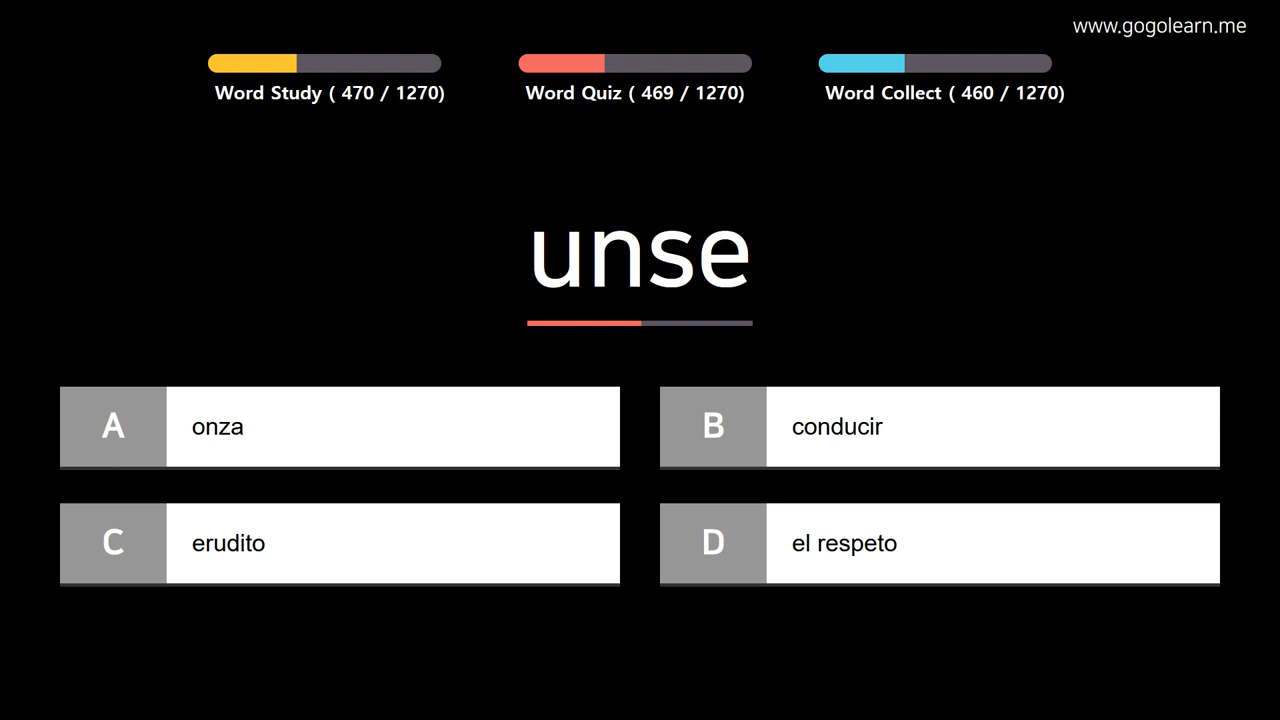 www.gogolearn.me
Word Study ( 470 / 1270)
Word Quiz ( 469 / 1270)
Word Collect ( 460 / 1270)
unse
A onza
B conducir
C erudito
D el respeto